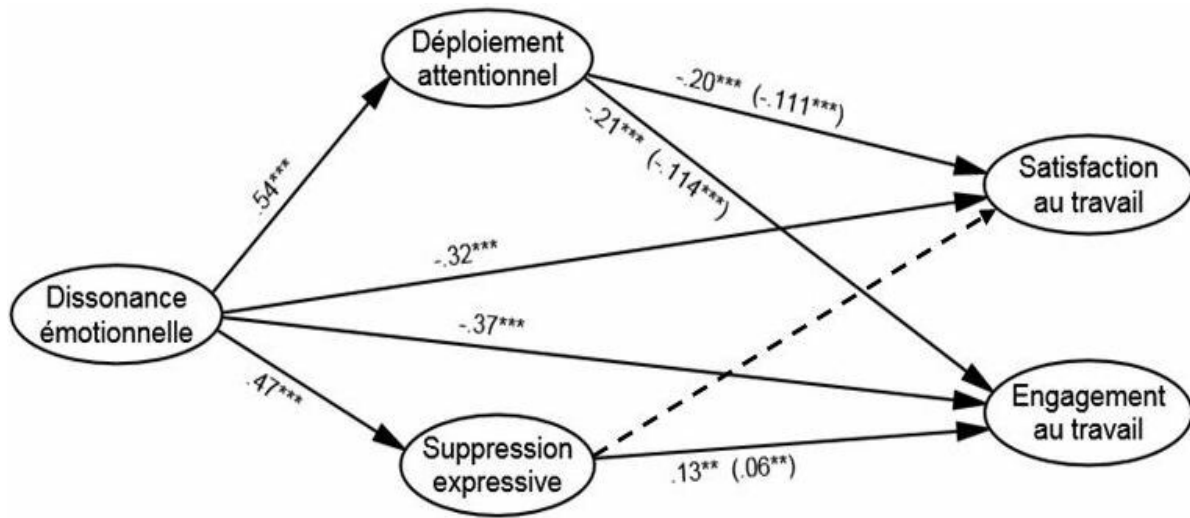 Déploiement
attentionnel
-.20*** (-.111***)
-.21*** (-.114***)
Satisfaction
au travail
.54***
-.32***
Dissonance
émotionnelle
-.37***
.47***
Engagement
au travail
Suppression
expressive
.13** (.06**)